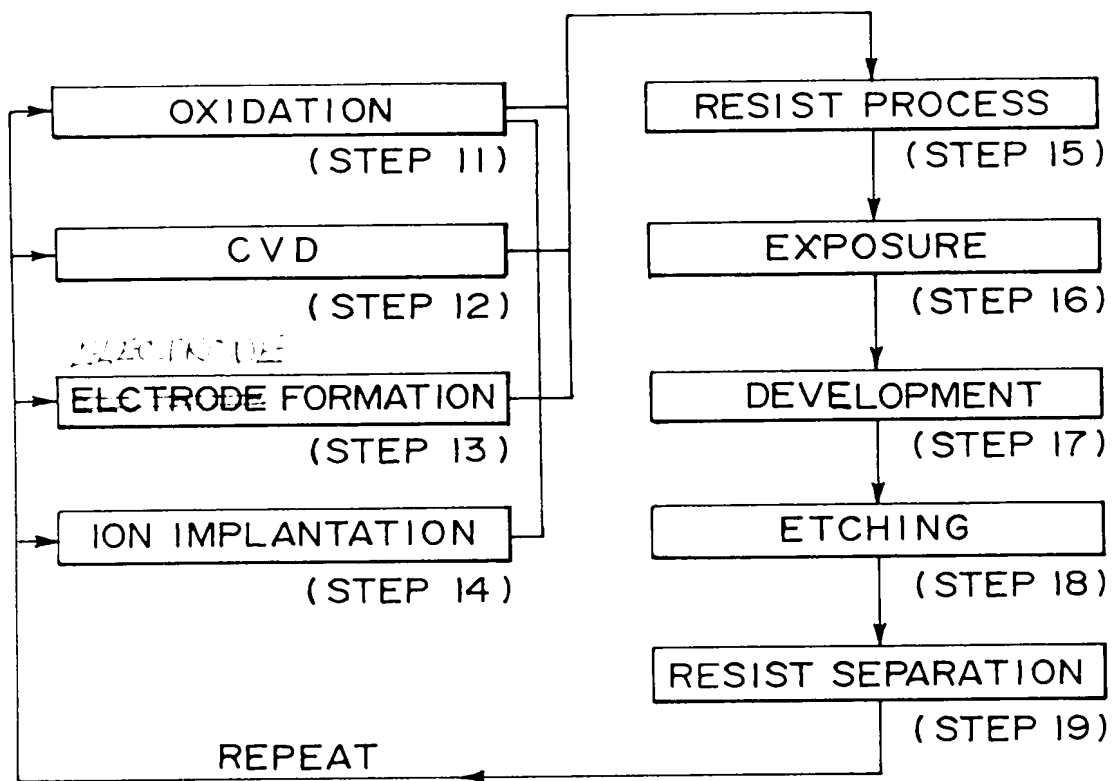 OXIDATION
(STEP 11)
CVD
(STEP 12)
ELECTRODE
ELCTRODE FORMATION
(STEP 13)
ION IMPLANTATION
(STEP 14)
RESIST PROCESS
(STEP 15)
EXPOSURE
(STEP 16)
DEVELOPMENT
(STEP 17)
ETCHING
(STEP 18)
RESIST SEPARATION
(STEP 19)
REPEAT